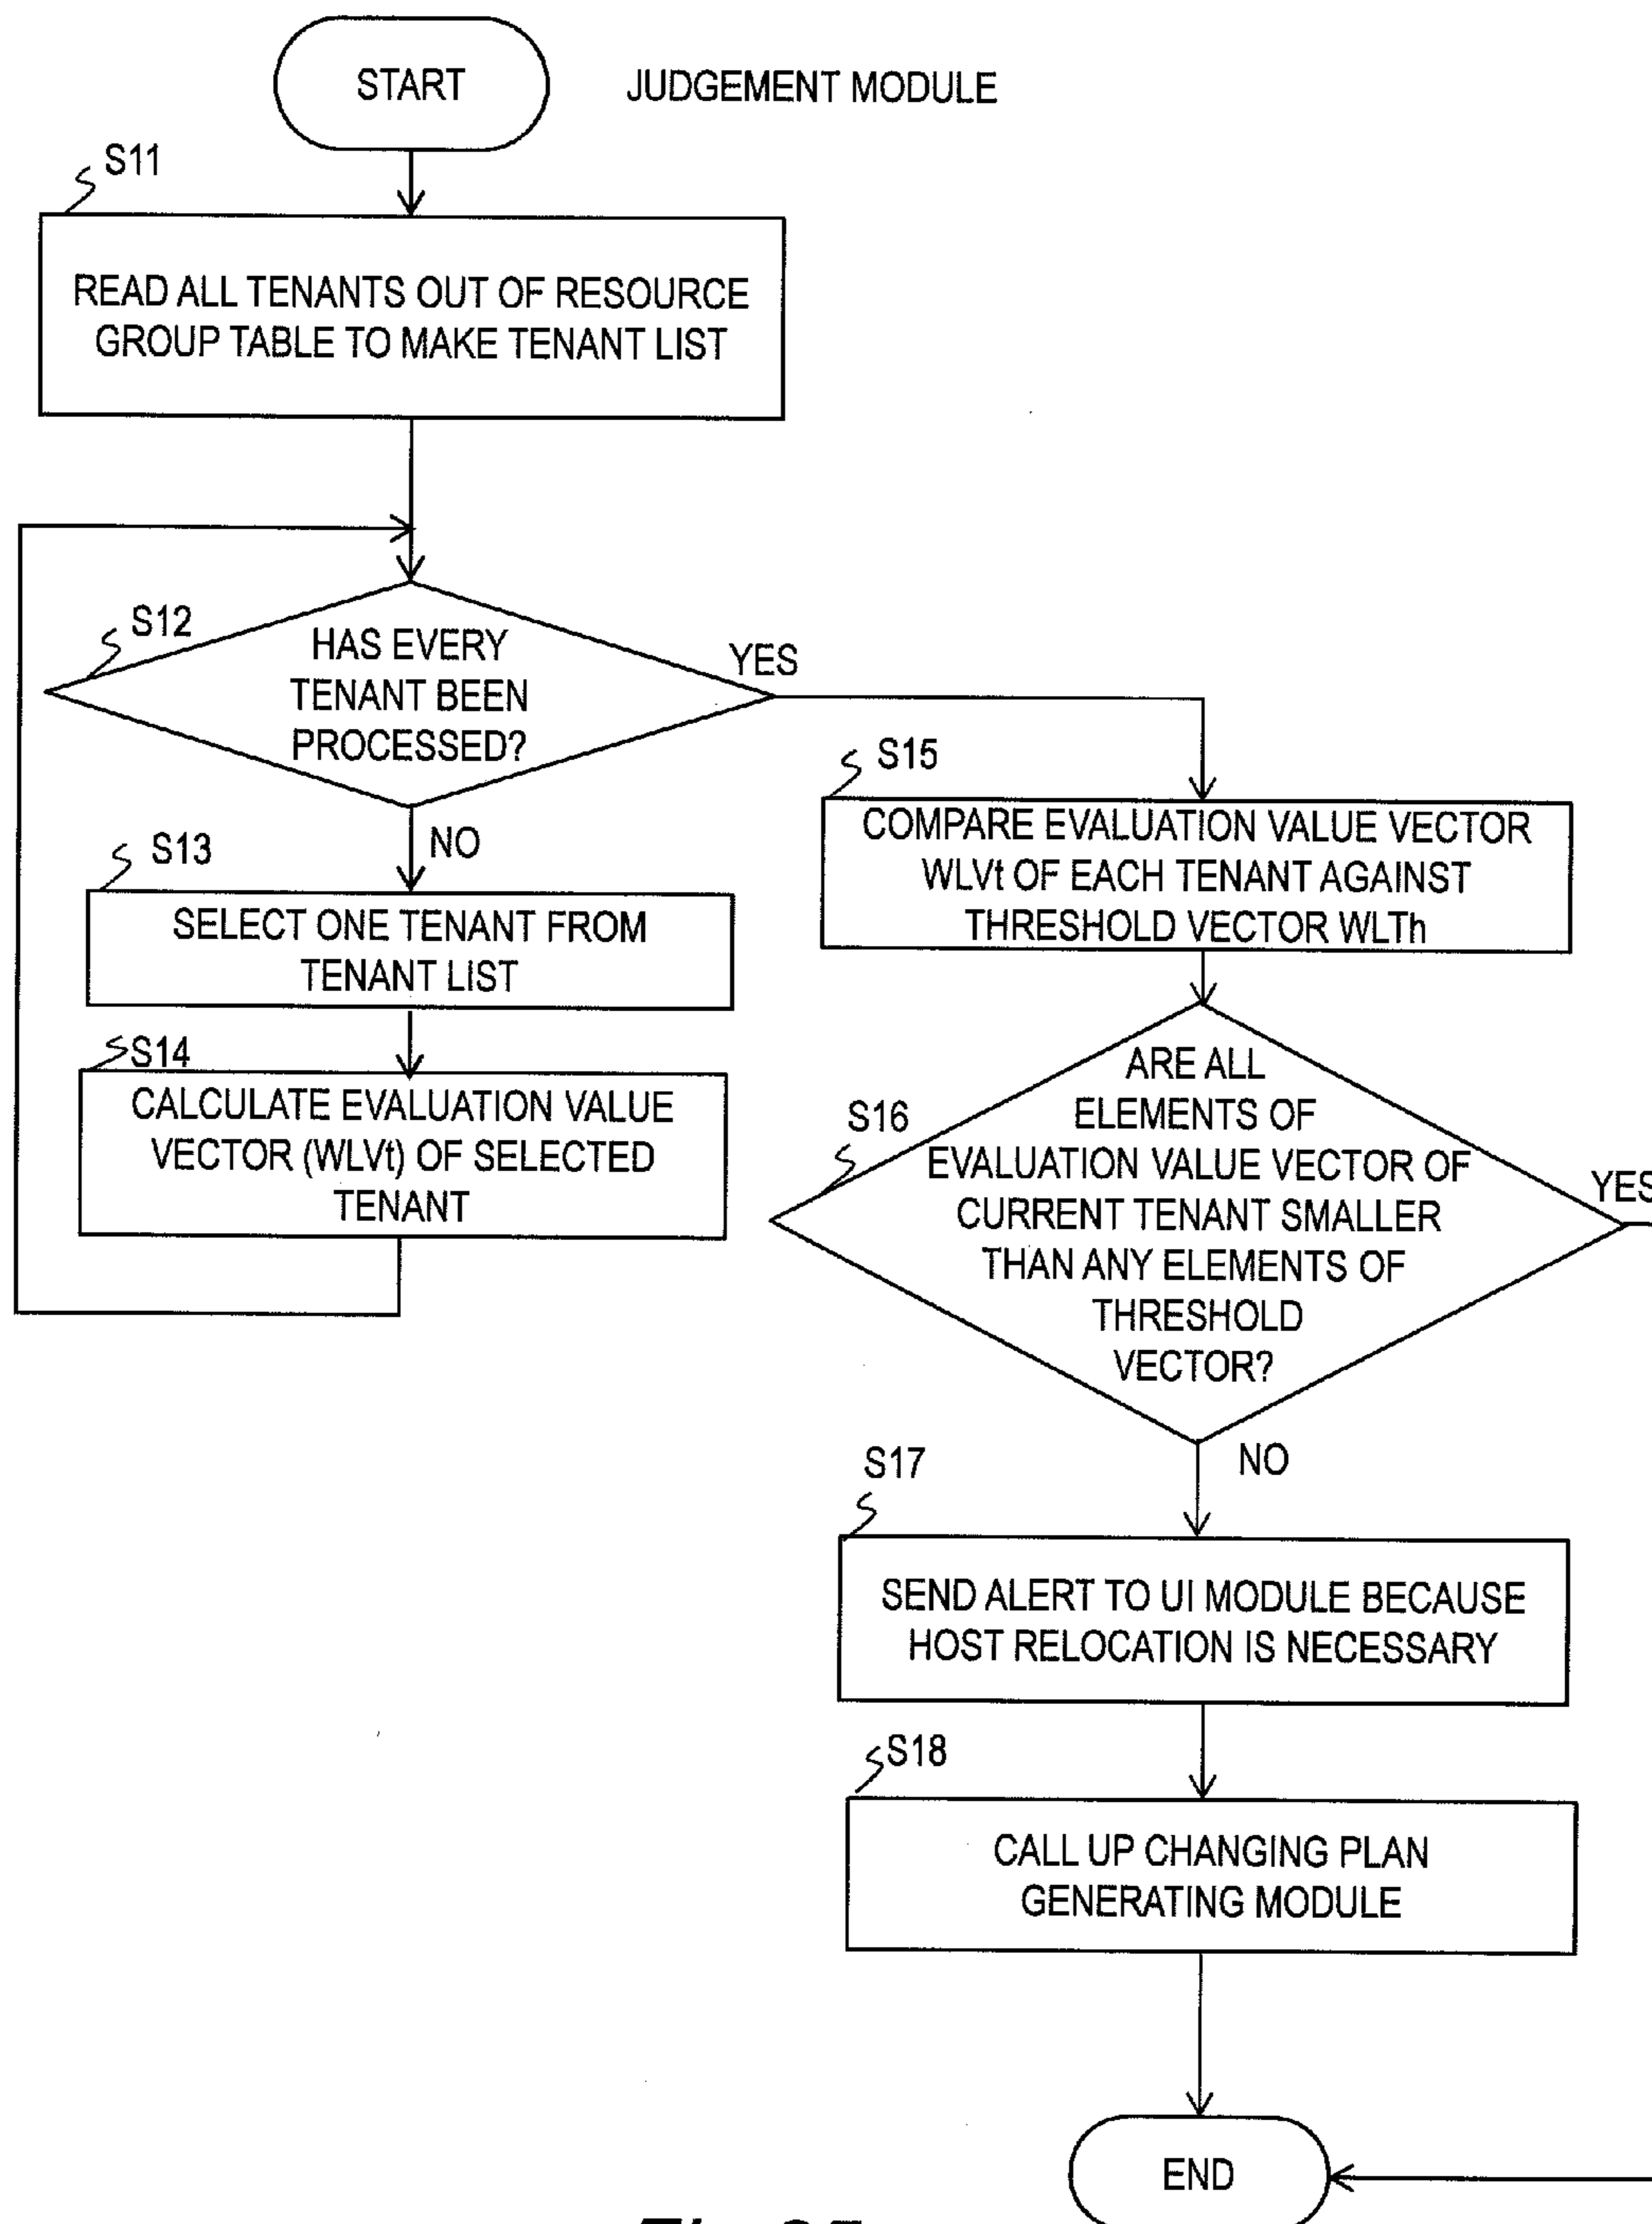 START
JUDGEMENT MODULE
S11
READ ALL TENANTS OUT OF RESOURCE
GROUP TABLE TO MAKE TENANT LIST
S12
HAS EVERY
TENANT BEEN
PROCESSED?
YES
NO
S13
SELECT ONE TENANT FROM
TENANT LIST
S14
CALCULATE EVALUATION VALUE
VECTOR (WLVt) OF SELECTED
TENANT
S15
COMPARE EVALUATION VALUE VECTOR
WLVt OF EACH TENANT AGAINST
THRESHOLD VECTOR WLTh
S16
ARE ALL
ELEMENTS OF
EVALUATION VALUE VECTOR OF
CURRENT TENANT SMALLER
THAN ANY ELEMENTS OF
THRESHOLD
VECTOR?
YES
NO
S17
SEND ALERT TO UI MODULE BECAUSE
HOST RELOCATION IS NECESSARY
S18
CALL UP CHANGING PLAN
GENERATING MODULE
END